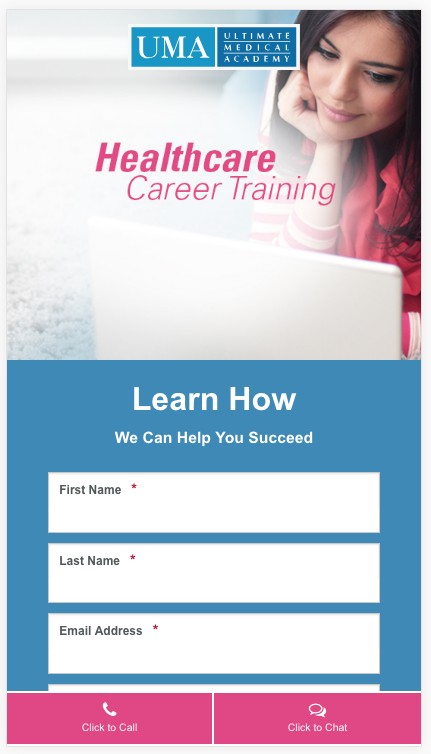 UMA ULTIMATE
MEDICAL
ACADEMY
Healthcare
Career Training
Learn How
We Can Help You Succeed
First Name *
Last Name *
Email Address *
Click to Call
Click to Chat